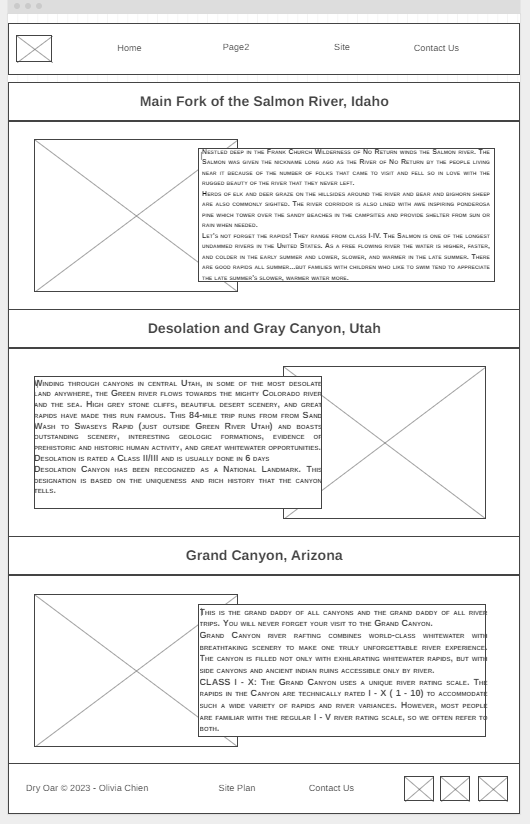 Home Page2 Site Contact Us
Main Fork of the Salmon River, Idaho
Nestled deep in the Frank Church Wilderness of No Return winds the Salmon river. The
Salmon was given the nickname long ago as the River of No Return by the people living
near it because of the number of folks that came to visit and fell so in love with the
rugged beauty of the river that they never left.
Herds of elk and deer graze on the hillsides around the river and bear and bighorn sheep
are also commonly sighted. The river corridor is also lined with awe inspiring ponderosa
pine which tower over the sandy beaches in the campsites and provide shelter from sun or
rain when needed.
Let's not forget the rapids! They range from class I-IV. The Salmon is one of the longest
undammed rivers in the United States. As a free flowing river the water is higher, faster,
and colder in the early summer and lower, slower, and warmer in the late summer. There
are good rapids all summer...but families with children who like to swim tend to appreciate
the late summer's slower, warmer water more.
Desolation and Gray Canyon, Utah
Winding through canyons in central Utah, in some of the most desolate
land anywhere, the Green river flows towards the mighty Colorado river
and the sea. High grey stone cliffs, beautiful desert scenery, and great
rapids have made this run famous. This 84-mile trip runs from from Sand
Wash to Swaseys Rapid (just outside Green River Utah) and boasts
outstanding scenery, interesting geologic formations, evidence of
prehistoric and historic human activity, and great whitewater opportunities.
Desolation is rated a Class II/III and is usually done in 6 days
Desolation Canyon has been recognized as a National Landmark. This
designation is based on the uniqueness and rich history that the canyon
tells.
Grand Canyon, Arizona
This is the grand daddy of all canyons and the grand daddy of all river
trips. You will never forget your visit to the Grand Canyon.
Grand Canyon river rafting combines world-class whitewater with
breathtaking scenery to make one truly unforgettable river experience.
The canyon is filled not only with exhilarating whitewater rapids, but with
side canyons and ancient indian ruins accessible only by river.
CLASS I - X: The Grand Canyon uses a unique river rating scale. The
rapids in the Canyon are technically rated I - X ( 1 - 10) to accommodate
such a wide variety of rapids and river variances. However, most people
are familiar with the regular I - V river rating scale, so we often refer to
both.
Dry Oar © 2023 - Olivia Chien Site Plan Contact Us